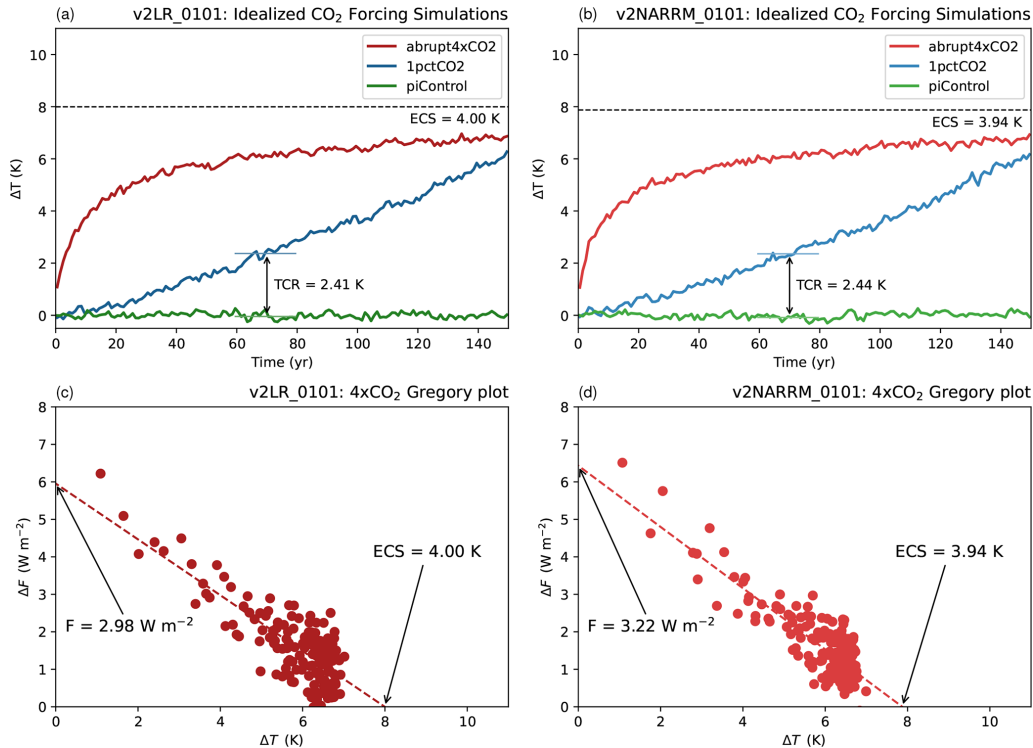 (a) v2LR_0101: Idealized CO₂ Forcing Simulations
10
8
6
4
2
0
ΔT (K)
abrupt4xCO2
1pctCO2
piControl
ECS = 4.00 K
TCR = 2.41 K
0 20 40 60 80 100 120 140
Time (yr)
(b) v2NARRM_0101: Idealized CO₂ Forcing Simulations
10
8
6
4
2
0
ΔT (K)
abrupt4xCO2
1pctCO2
piControl
ECS = 3.94 K
TCR = 2.44 K
0 20 40 60 80 100 120 140
Time (yr)
(c) v2LR_0101: 4xCO₂ Gregory plot
8
7
6
5
4
3
2
1
0
ΔF (W m⁻²)
ECS = 4.00 K
F = 2.98 W m⁻²
0 2 4 6 8 10
ΔT (K)
(d) v2NARRM_0101: 4xCO₂ Gregory plot
8
7
6
5
4
3
2
1
0
ΔF (W m⁻²)
ECS = 3.94 K
F = 3.22 W m⁻²
0 2 4 6 8 10
ΔT (K)